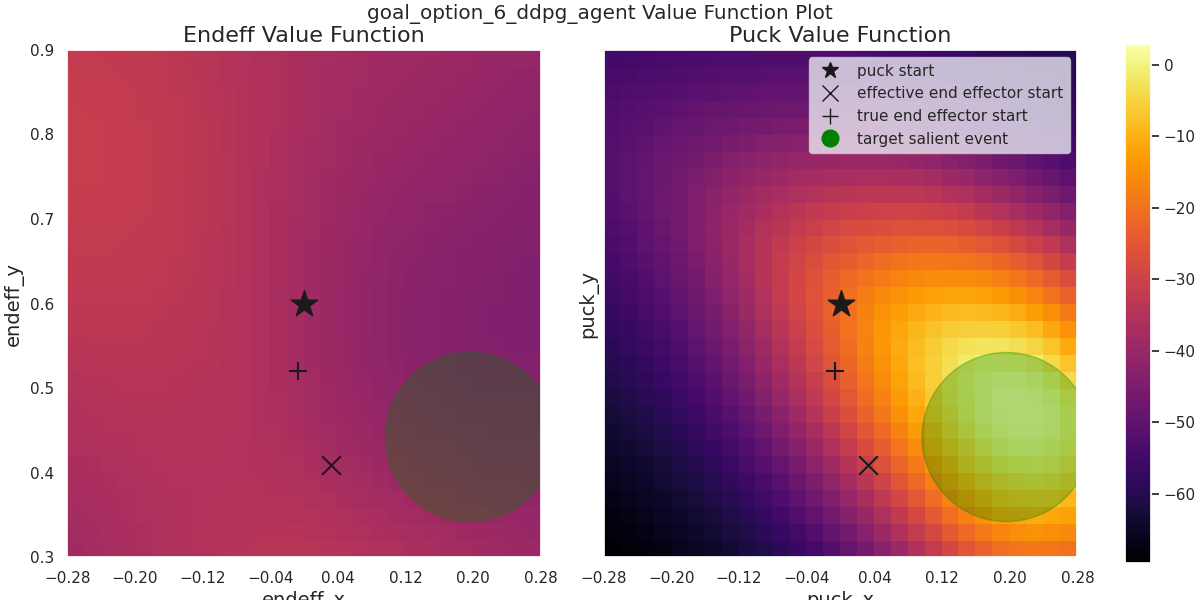 goal_option_6_ddpg_agent Value Function Plot
Endeff Value Function
Puck Value Function
0.9
0.8
0.7
0.6
0.5
0.4
0.3
endeff_y
−0.28 −0.20 −0.12 −0.04 0.04 0.12 0.20 0.28
endeff_x
puck_y
puck start
effective end effector start
true end effector start
target salient event
−0.28 −0.20 −0.12 −0.04 0.04 0.12 0.20 0.28
puck_x
0
−10
−20
−30
−40
−50
−60